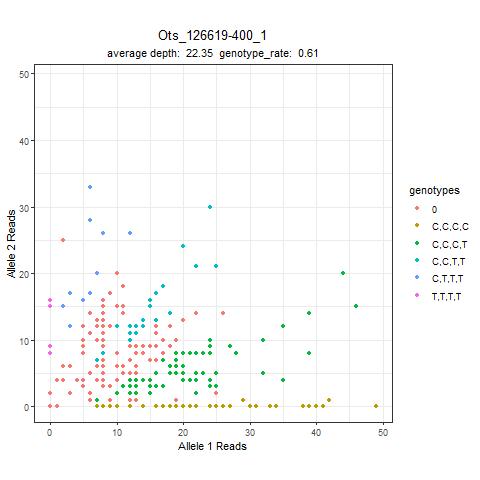 Ots_126619-400_1
average depth: 22.35 genotype_rate: 0.61
50
40
30
20
10
0
Allele 2 Reads
0 10 20 30 40 50
Allele 1 Reads
genotypes
0
C,C,C,C
C,C,C,T
C,C,T,T
C,T,T,T
T,T,T,T